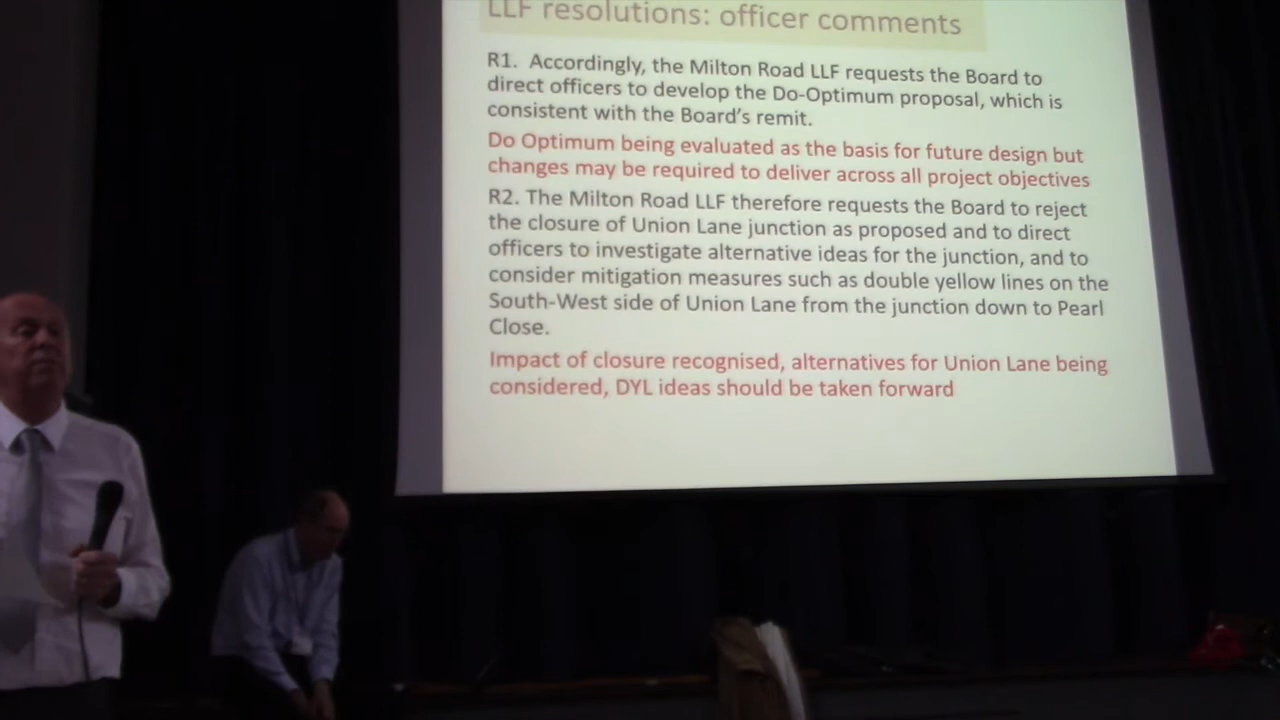 LLF resolutions: officer comments
R1. Accordingly, the Milton Road LLF requests the Board to
direct officers to develop the Do-Optimum proposal, which is
consistent with the Board's remit.
Do Optimum being evaluated as the basis for future design but
changes may be required to deliver across all project objectives
R2. The Milton Road LLF therefore requests the Board to reject
the closure of Union Lane junction as proposed and to direct
officers to investigate alternative ideas for the junction, and to
consider mitigation measures such as double yellow lines on the
South-West side of Union Lane from the junction down to Pearl
Close.
Impact of closure recognised, alternatives for Union Lane being
considered, DYL ideas should be taken forward